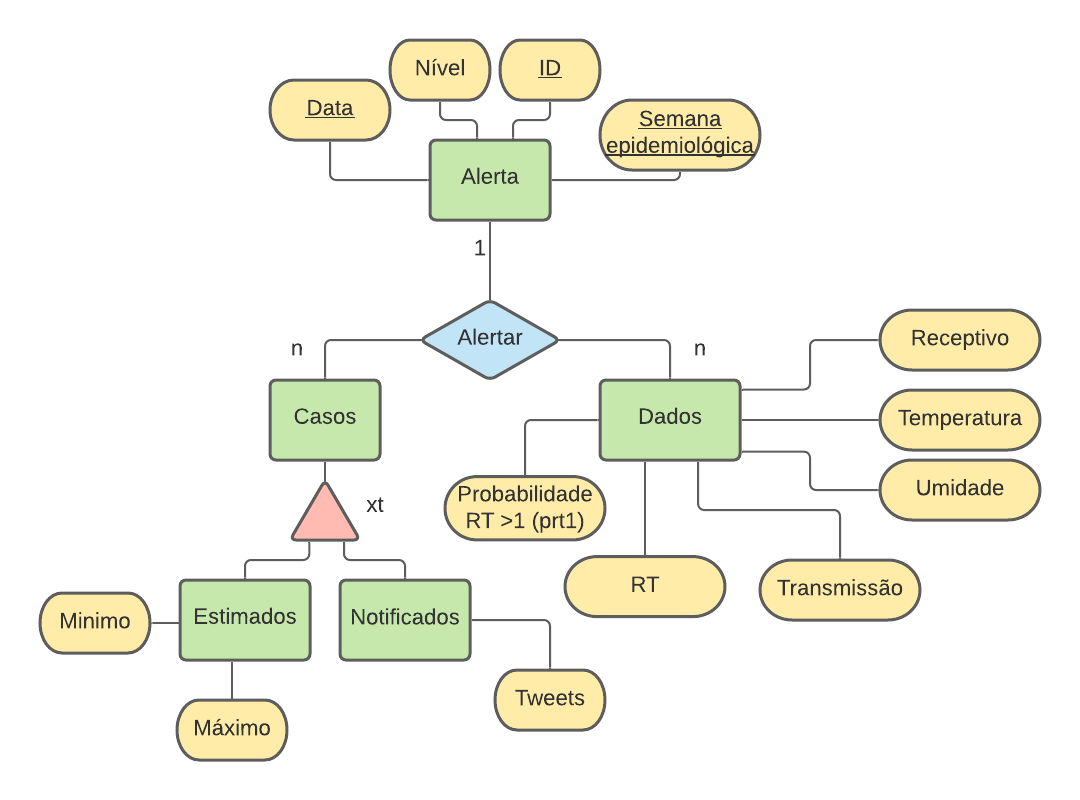 Nível
ID
Data
Semana
epidemiológica
Alerta
1
Alertar
n
n
Receptivo
Casos
Dados
Temperatura
Umidade
Probabilidade
RT >1 (prt1)
xt
RT
Transmissão
Minimo
Estimados
Notificados
Tweets
Máximo